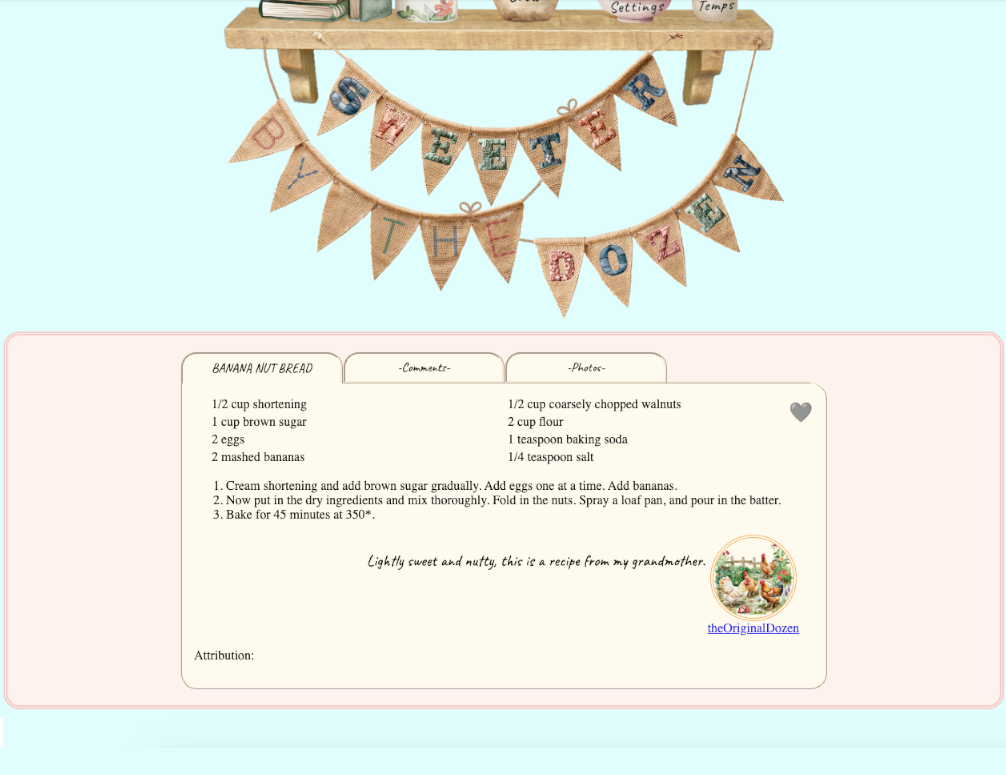 Settings
Temps
SWEETER
BY THE DOZEN
BANANA NUT BREAD
-Comments-
-Photos-
1/2 cup shortening
1/2 cup coarsely chopped walnuts
1 cup brown sugar
2 cup flour
2 eggs
1 teaspoon baking soda
2 mashed bananas
1/4 teaspoon salt
1. Cream shortening and add brown sugar gradually. Add eggs one at a time. Add bananas.
2. Now put in the dry ingredients and mix thoroughly. Fold in the nuts. Spray a loaf pan, and pour in the batter.
3. Bake for 45 minutes at 350*.
Lightly sweet and nutty, this is a recipe from my grandmother.
theOriginalDozen
Attribution: